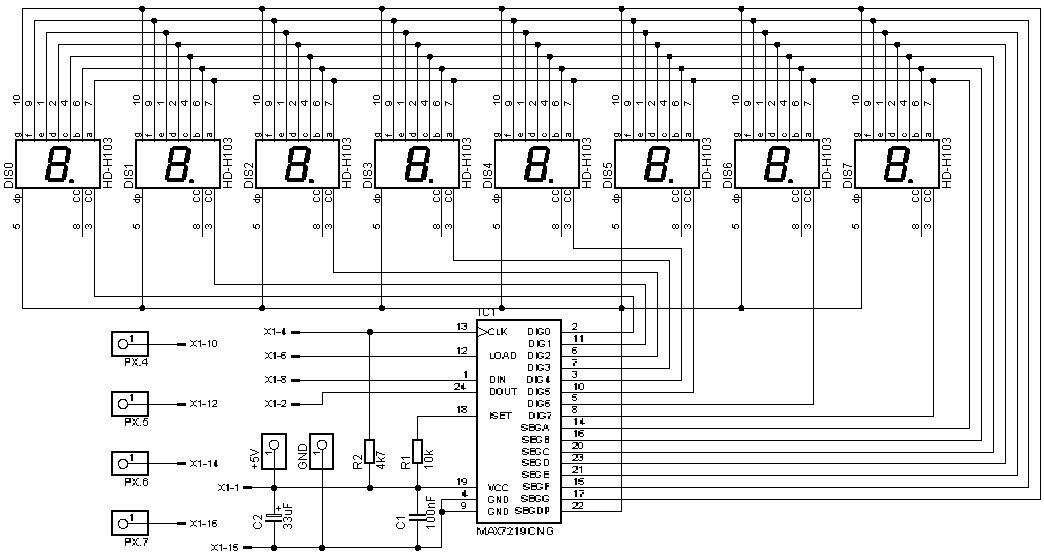 10 9 1 2 4 6 7
10 9 1 2 4 6 7
10 9 1 2 4 6 7
10 9 1 2 4 6 7
10 9 1 2 4 6 7
10 9 1 2 4 6 7
10 9 1 2 4 6 7
10 9 1 2 4 6 7
g f e d c b a
g f e d c b a
g f e d c b a
g f e d c b a
g f e d c b a
g f e d c b a
g f e d c b a
g f e d c b a
DIS0 8. HD-H103
DIS1 8. HD-H103
DIS2 8. HD-H103
DIS3 8. HD-H103
DIS4 8. HD-H103
DIS5 8. HD-H103
DIS6 8. HD-H103
DIS7 8. HD-H103
dp CC CC
dp CC CC
dp CC CC
dp CC CC
dp CC CC
dp CC CC
dp CC CC
dp CC CC
5 8 3
5 8 3
5 8 3
5 8 3
5 8 3
5 8 3
5 8 3
5 8 3
IC1
X1-4 13 CLK DIG0 2
DIG1 11
1 X1-10
PX.4
X1-6 12 LOAD DIG2 6
DIG3 7
X1-8 1 DIN DIG4 3
X1-2 24 DOUT DIG5 10
1 X1-12
PX.5
DIG6 5
18 ISET DIG7 8
SEGA 14
SEGB 16
SEGC 20
+5V 1 GND 1 R2 4k7 R1 10k
1 X1-14
PX.6
SEGD 23
SEGE 21
X1-1 19 VCC SEGF 15
4 GND SEGG 17
9 GND SEGDP 22
C2 + 33uF C1 100nF
1 X1-16
PX.7
MAX7219CNG
X1-15